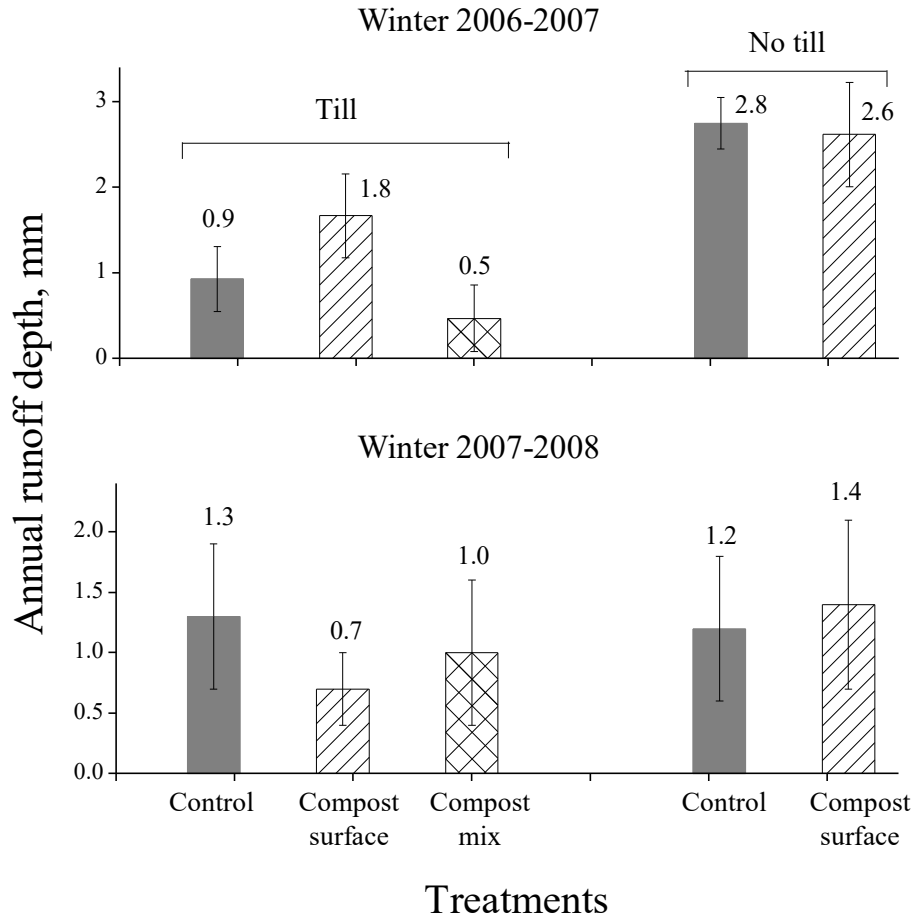 Winter 2006-2007
No till
Till
3
2
1
0
0.9
1.8
0.5
2.8
2.6
Annual runoff depth, mm
Winter 2007-2008
2.0
1.5
1.0
0.5
0.0
1.3
0.7
1.0
1.2
1.4
Control
Compost
surface
Compost
mix
Control
Compost
surface
Treatments